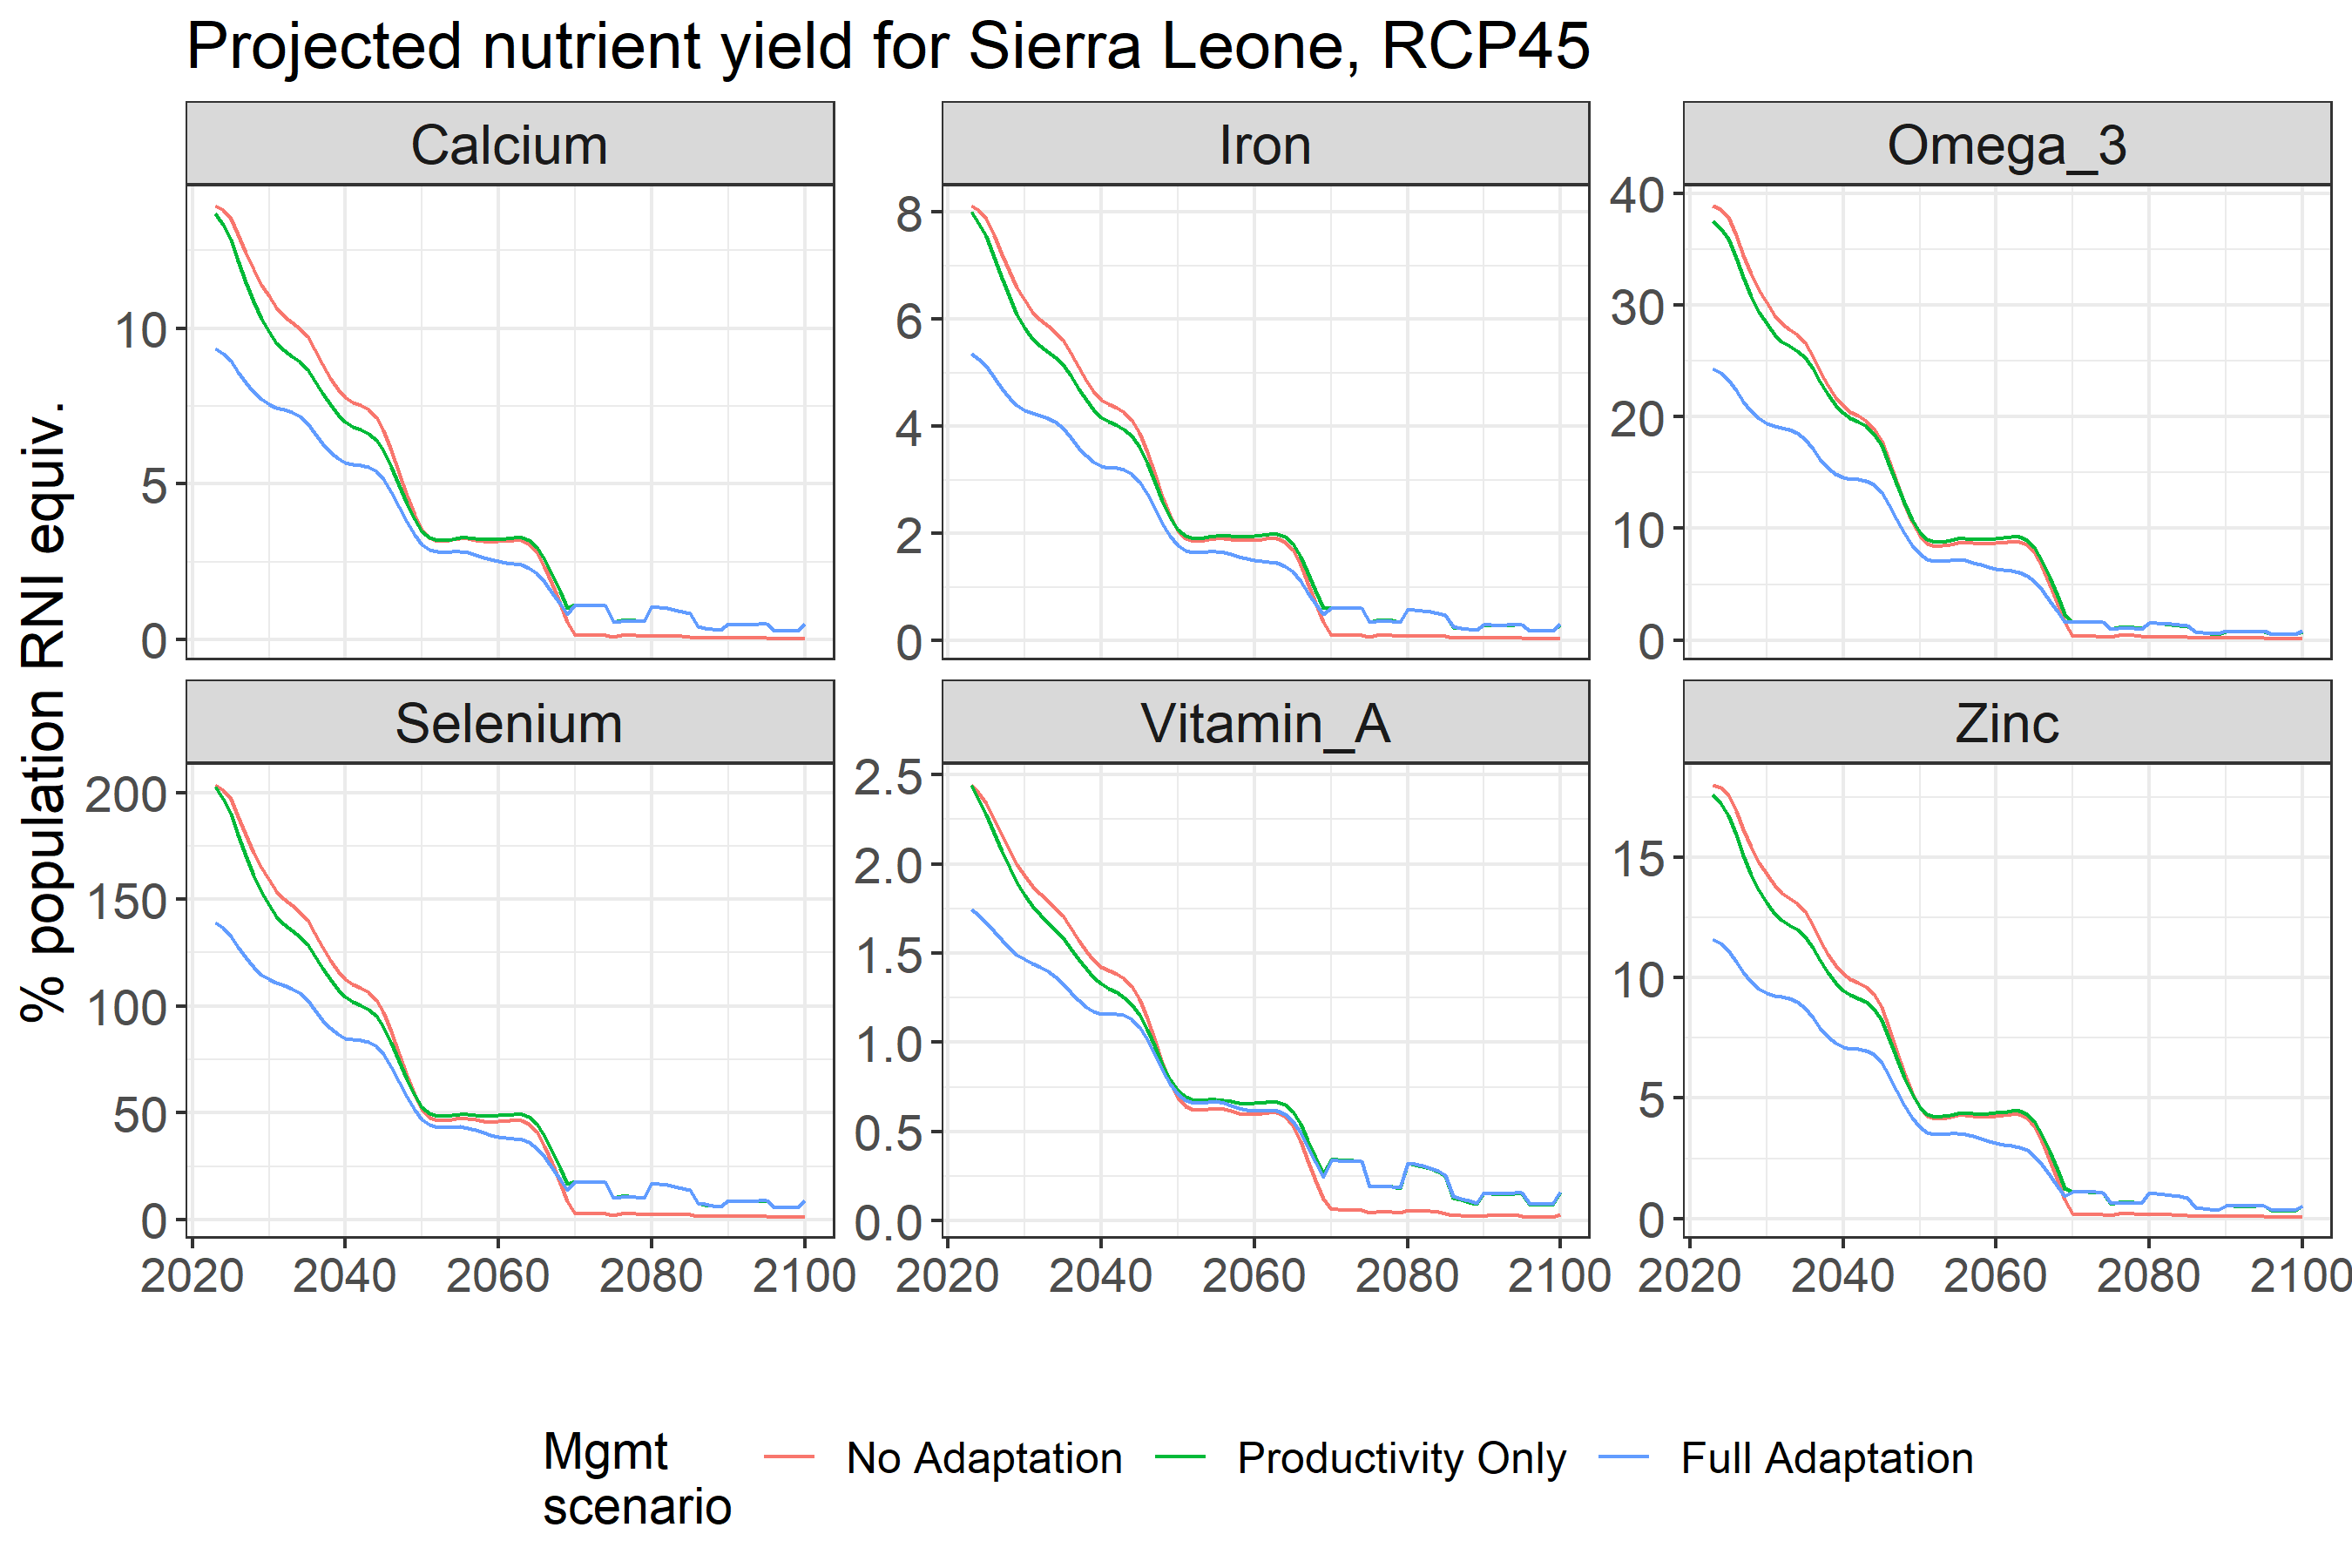 Projected nutrient yield for Sierra Leone, RCP45
% population RNI equiv.
Calcium
10
5
0
Iron
8
6
4
2
0
Omega_3
40
30
20
10
0
Selenium
200
150
100
50
0
2020 2040 2060 2080 2100
Vitamin_A
2.5
2.0
1.5
1.0
0.5
0.0
2020 2040 2060 2080 2100
Zinc
15
10
5
0
2020 2040 2060 2080 2100
Mgmt
scenario
No Adaptation
Productivity Only
Full Adaptation